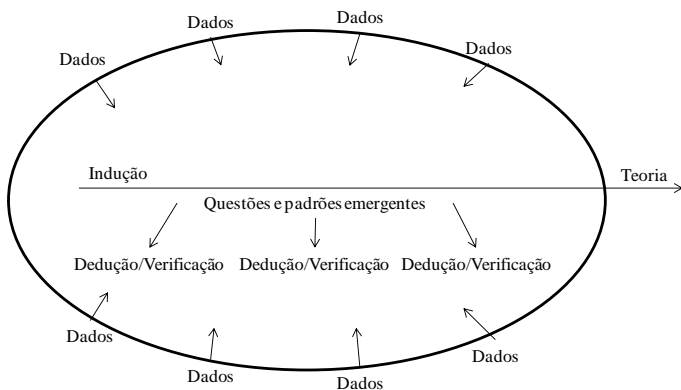 Dados
Dados
Dados
Dados
Indução
Teoria
Questões e padrões emergentes
Dedução/Verificação
Dedução/Verificação
Dedução/Verificação
Dados
Dados
Dados
Dados